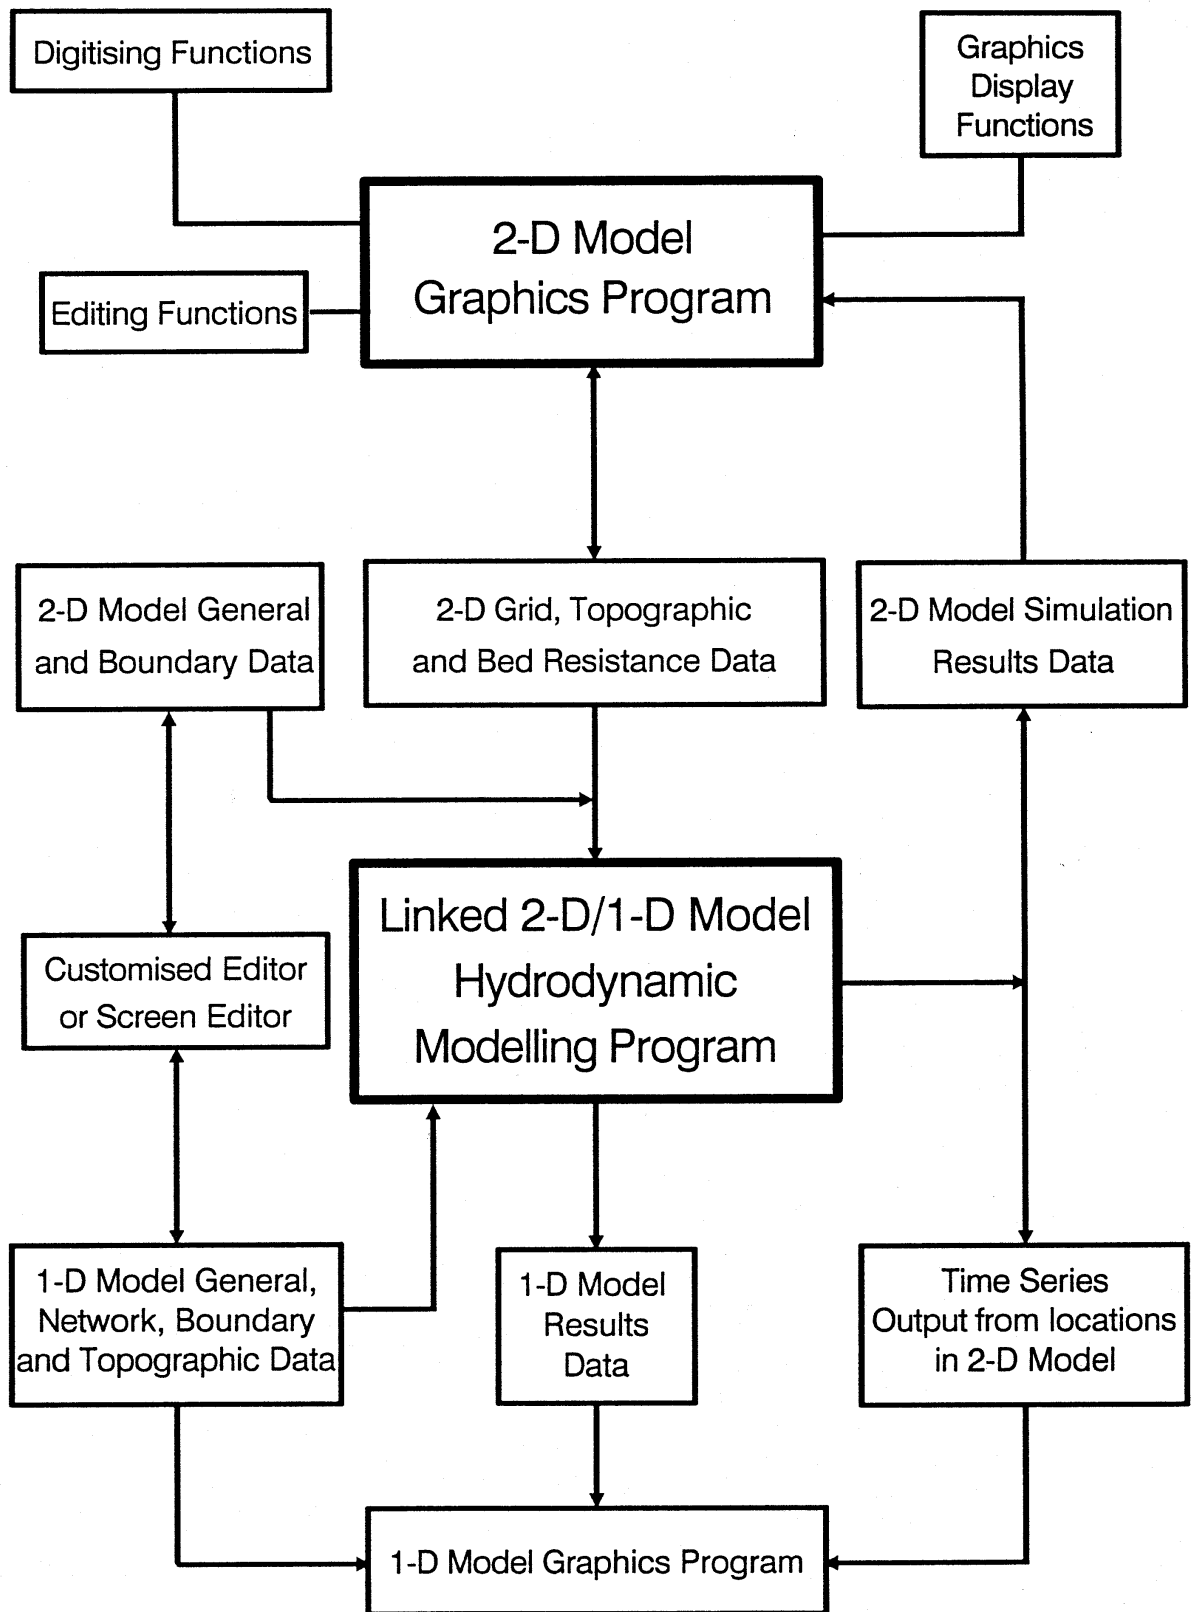 Digitising Functions
Graphics
Display
Functions
2-D Model
Graphics Program
Editing Functions
2-D Model General
and Boundary Data
2-D Grid, Topographic
and Bed Resistance Data
2-D Model Simulation
Results Data
Linked 2-D/1-D Model
Hydrodynamic
Modelling Program
Customised Editor
or Screen Editor
1-D Model General,
Network, Boundary
and Topographic Data
1-D Model
Results
Data
Time Series
Output from locations
in 2-D Model
1-D Model Graphics Program